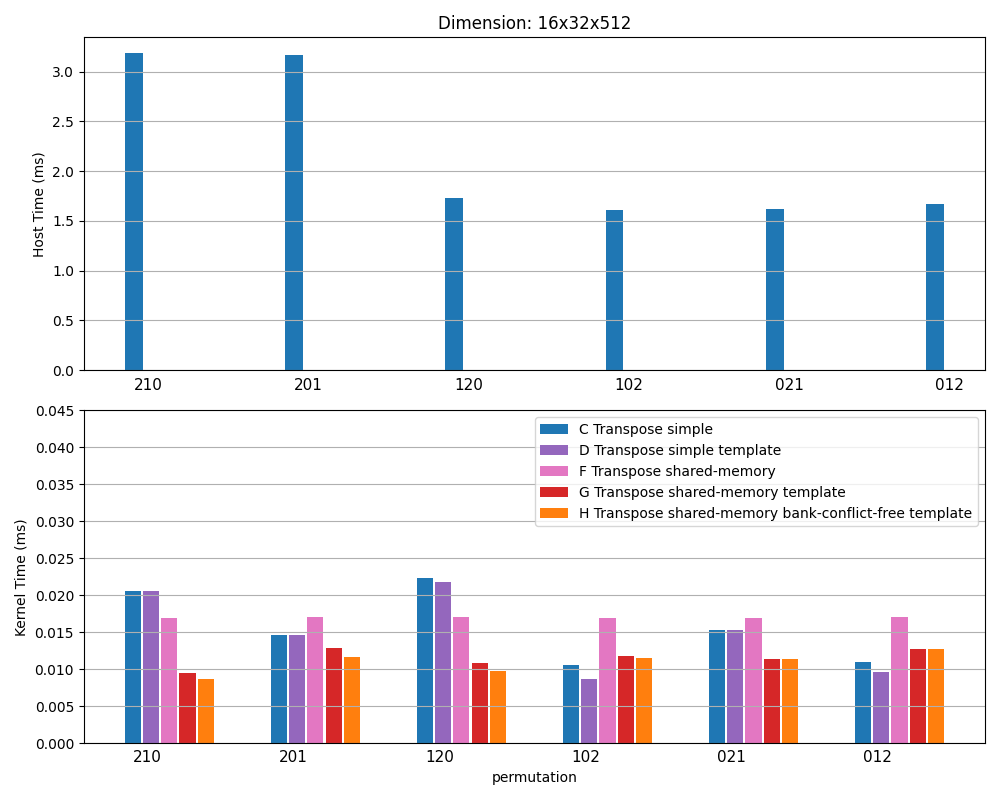 Dimension: 16x32x512
Host Time (ms)
3.0
2.5
2.0
1.5
1.0
0.5
0.0
210 201 120 102 021 012
Kernel Time (ms)
0.045
0.040
0.035
0.030
0.025
0.020
0.015
0.010
0.005
0.000
C Transpose simple
D Transpose simple template
F Transpose shared-memory
G Transpose shared-memory template
H Transpose shared-memory bank-conflict-free template
210 201 120 102 021 012
permutation